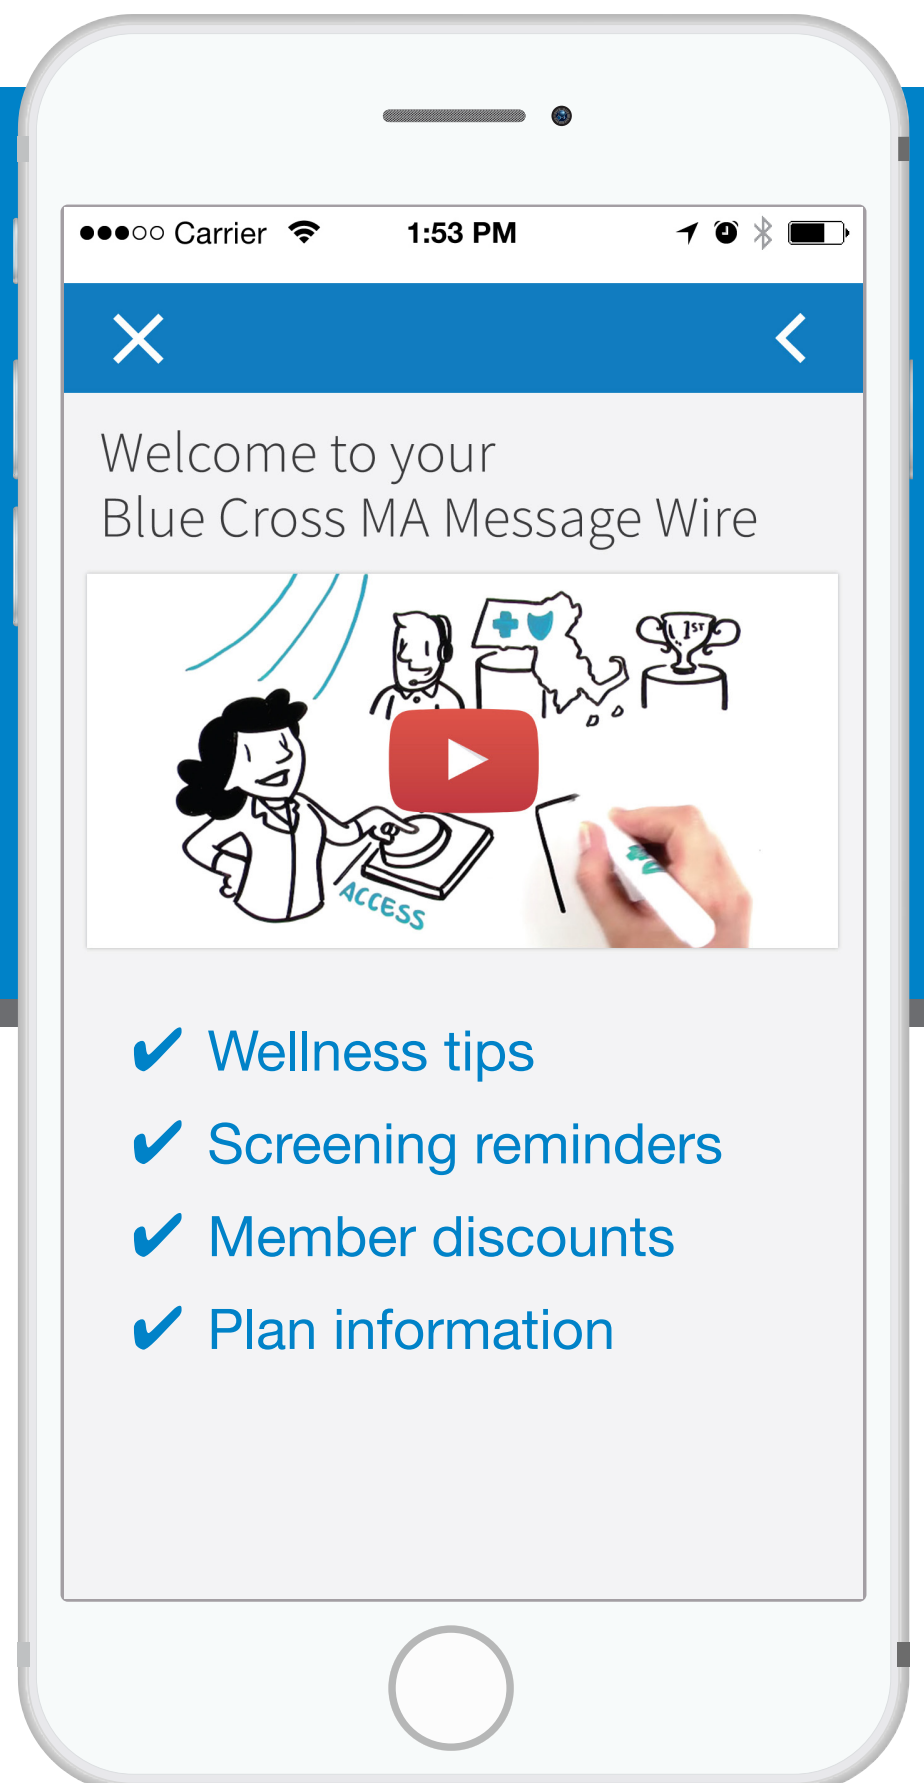 Carrier 1:53 PM
Welcome to your
Blue Cross MA Message Wire
1ST
ACCESS
✔ Wellness tips
✔ Screening reminders
✔ Member discounts
✔ Plan information